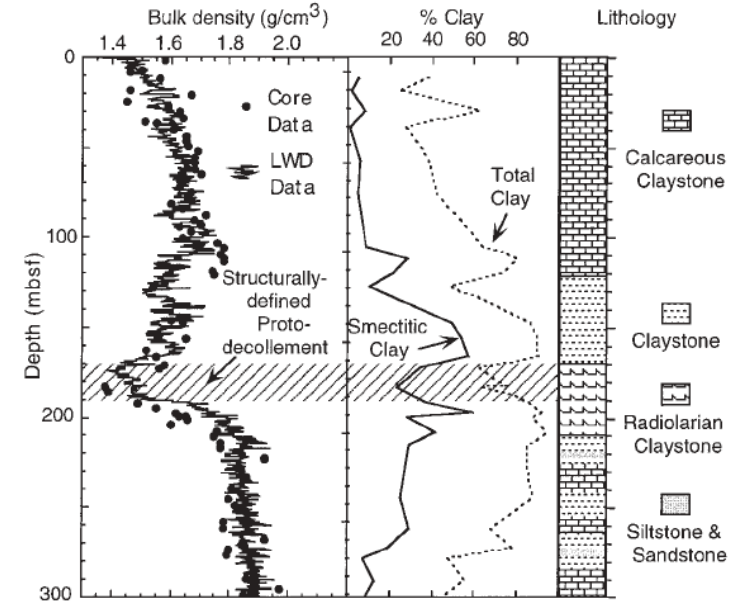 Bulk density (g/cm3)
% Clay
Lithology
1.4 1.6 1.8 2.0
20 40 60 80
0
100
200
300
Depth (mbsf)
Core
Data
LWD
Data
Structurally-
defined
Proto-
decollement
Total
Clay
Smectitic
Clay
Calcareous
Claystone
Claystone
Radiolarian
Claystone
Siltstone &
Sandstone